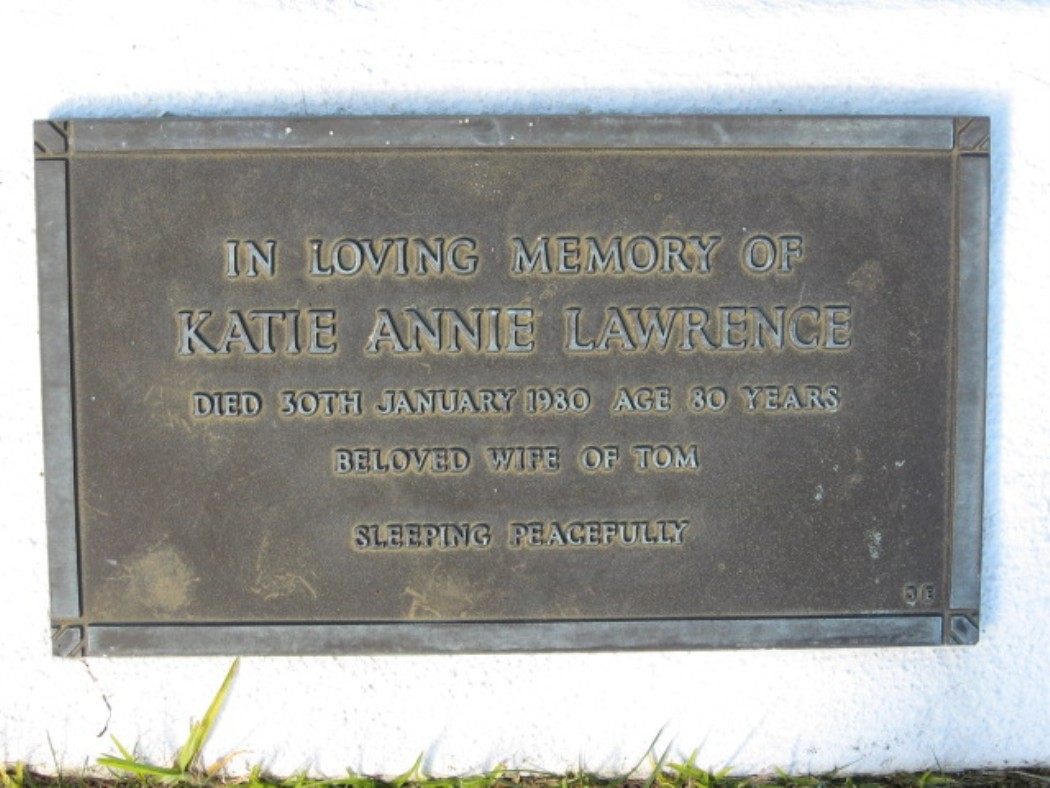 IN LOVING MEMORY OF
KATIE ANNIE LAWRENCE
DIED 30TH JANUARY 1980 AGE 80 YEARS
BELOVED WIFE OF TOM
SLEEPING PEACEFULLY